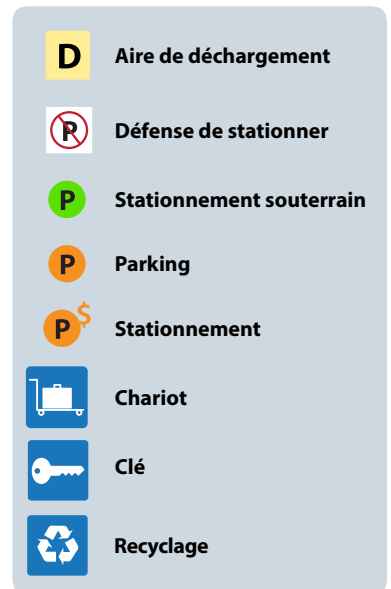 D Aire de déchargement
P Défense de stationner
P Stationnement souterrain
P Parking
P$ Stationnement
Chariot
Clé
Recyclage